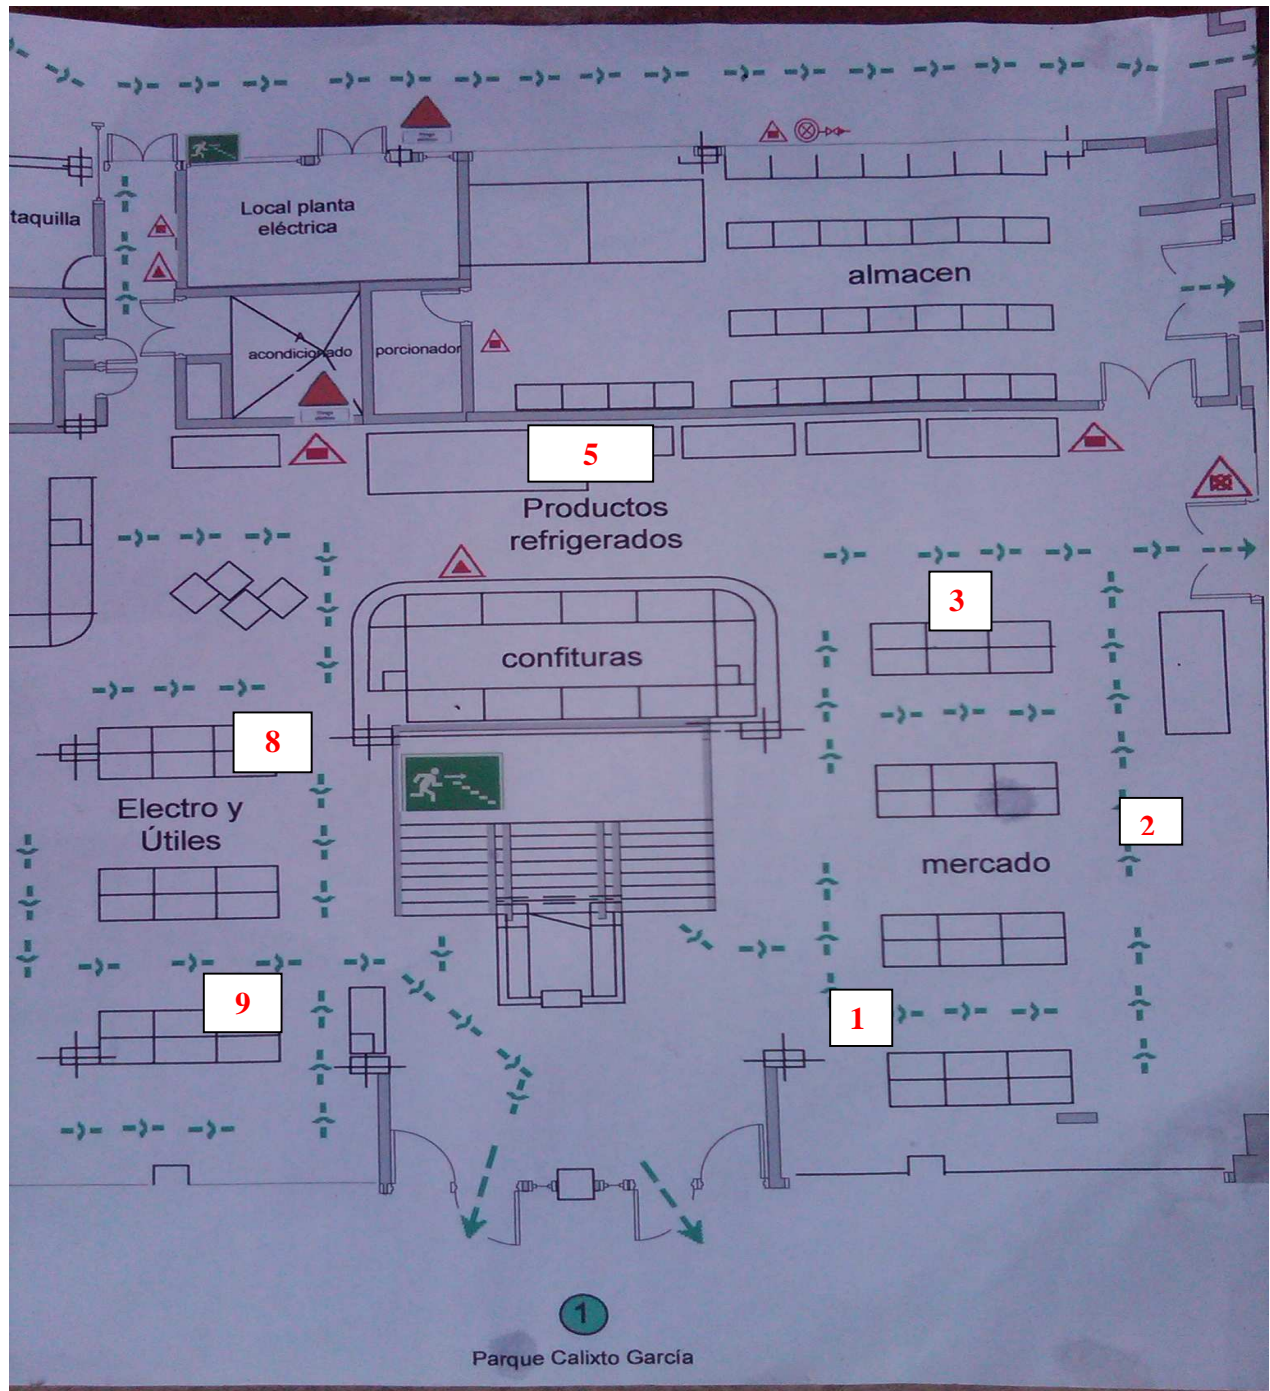 taquilla
Local planta
eléctrica
almacen
A
acondicionado
porcionador
5
Productos
refrigerados
3
confituras
8
Electro y
Útiles
2
mercado
9
1
1
Parque Calixto García